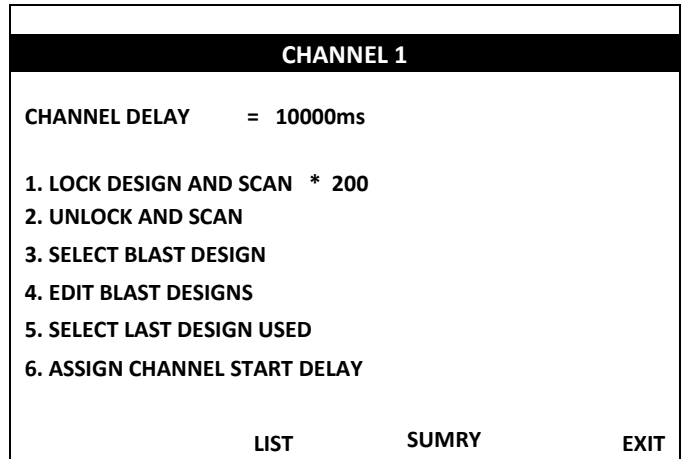 CHANNEL 1
CHANNEL DELAY = 10000ms
1. LOCK DESIGN AND SCAN * 200
2. UNLOCK AND SCAN
3. SELECT BLAST DESIGN
4. EDIT BLAST DESIGNS
5. SELECT LAST DESIGN USED
6. ASSIGN CHANNEL START DELAY
LIST SUMRY EXIT